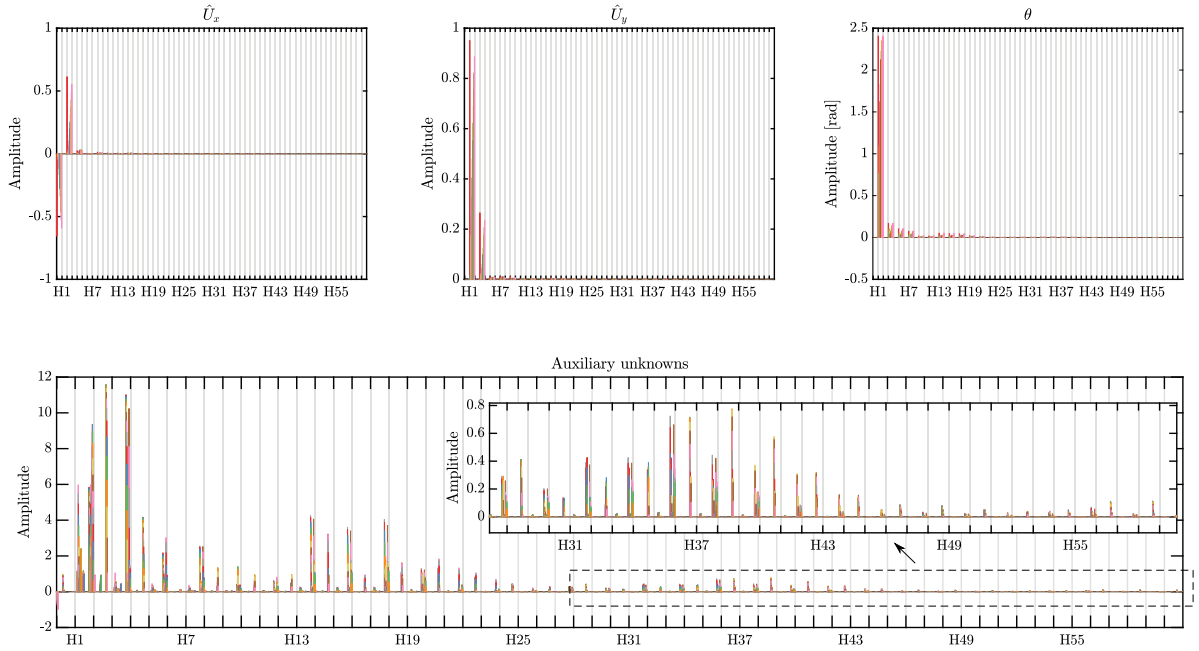 Û_x
Û_y
θ
Amplitude
1
0.5
0
-0.5
-1
H1 H7 H13 H19 H25 H31 H37 H43 H49 H55
Amplitude
1
0.8
0.6
0.4
0.2
0
H1 H7 H13 H19 H25 H31 H37 H43 H49 H55
Amplitude [rad]
2.5
2
1.5
1
0.5
0
-0.5
H1 H7 H13 H19 H25 H31 H37 H43 H49 H55
Auxiliary unknowns
Amplitude
12
10
8
6
4
2
0
-2
H1 H7 H13 H19 H25 H31 H37 H43 H49 H55
Amplitude
0.8
0.6
0.4
0.2
0
H31 H37 H43 H49 H55